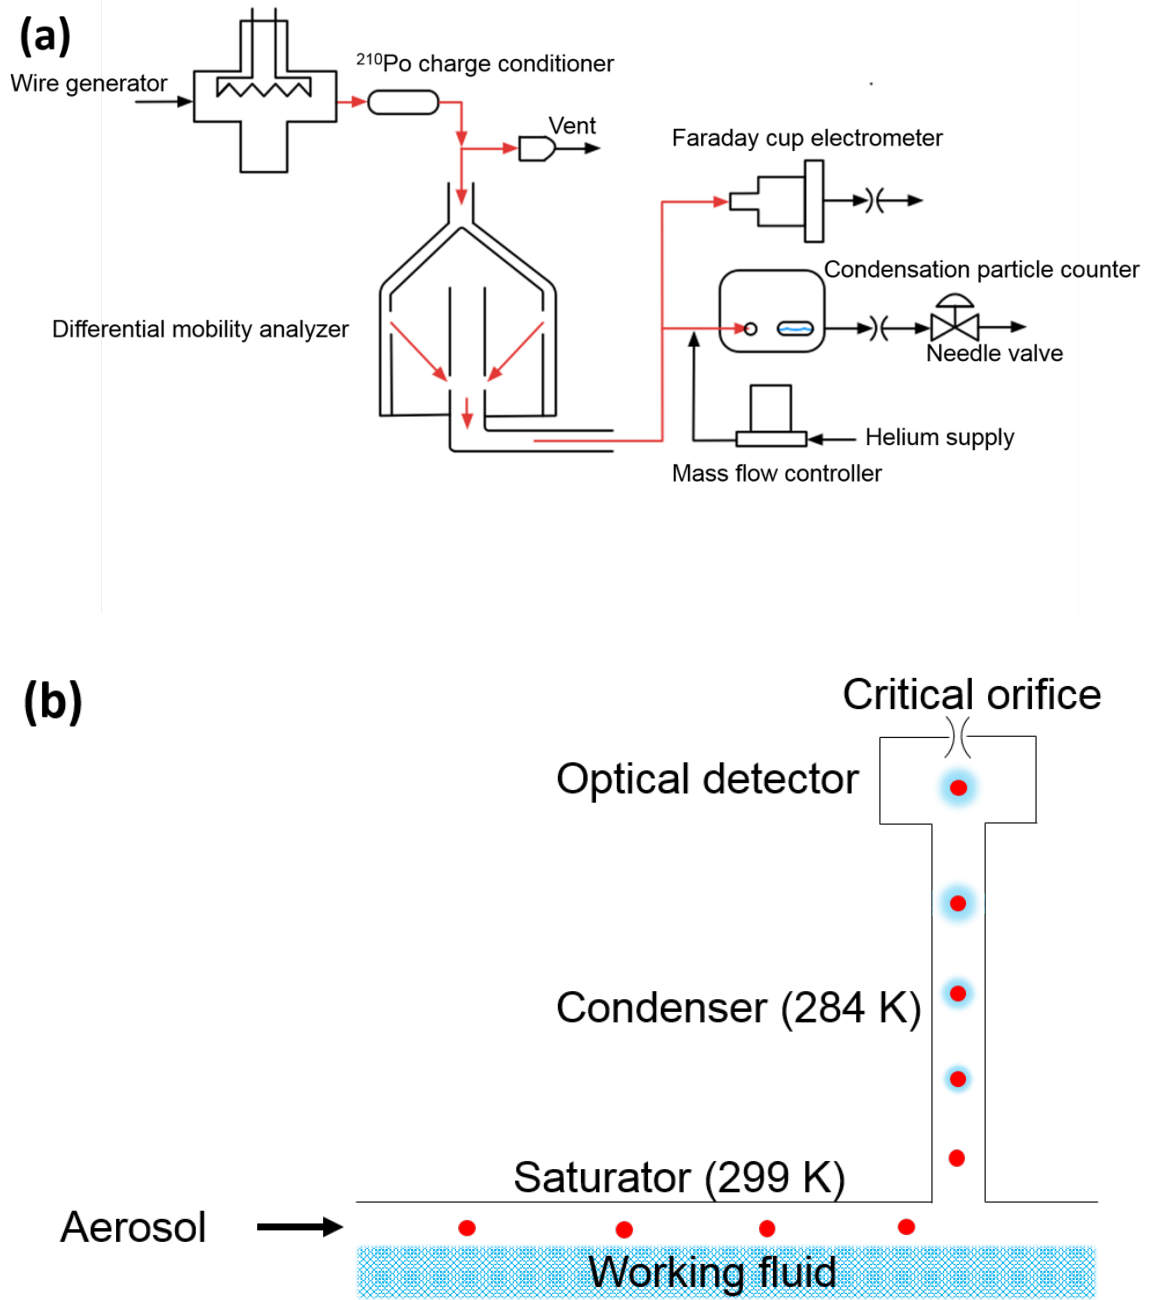 (a)
Wire generator
²¹⁰Po charge conditioner
Vent
Faraday cup electrometer
Condensation particle counter
Differential mobility analyzer
Needle valve
Helium supply
Mass flow controller
(b)
Critical orifice
Optical detector
Condenser (284 K)
Saturator (299 K)
Aerosol
Working fluid